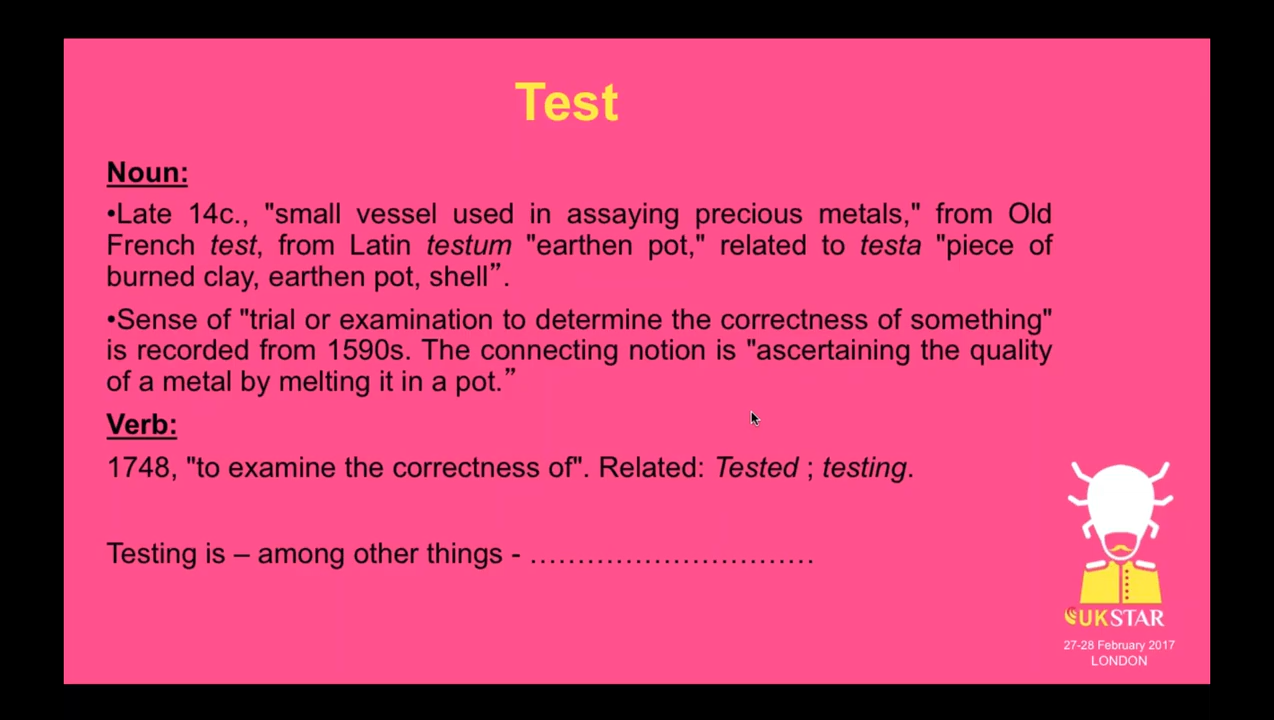 Test
Noun:
•Late 14c., "small vessel used in assaying precious metals," from Old
French test, from Latin testum "earthen pot," related to testa "piece of
burned clay, earthen pot, shell”.
•Sense of "trial or examination to determine the correctness of something"
is recorded from 1590s. The connecting notion is "ascertaining the quality
of a metal by melting it in a pot.”
Verb:
1748, "to examine the correctness of". Related: Tested ; testing.
Testing is – among other things - …………………………
UKSTAR
27-28 February 2017
LONDON